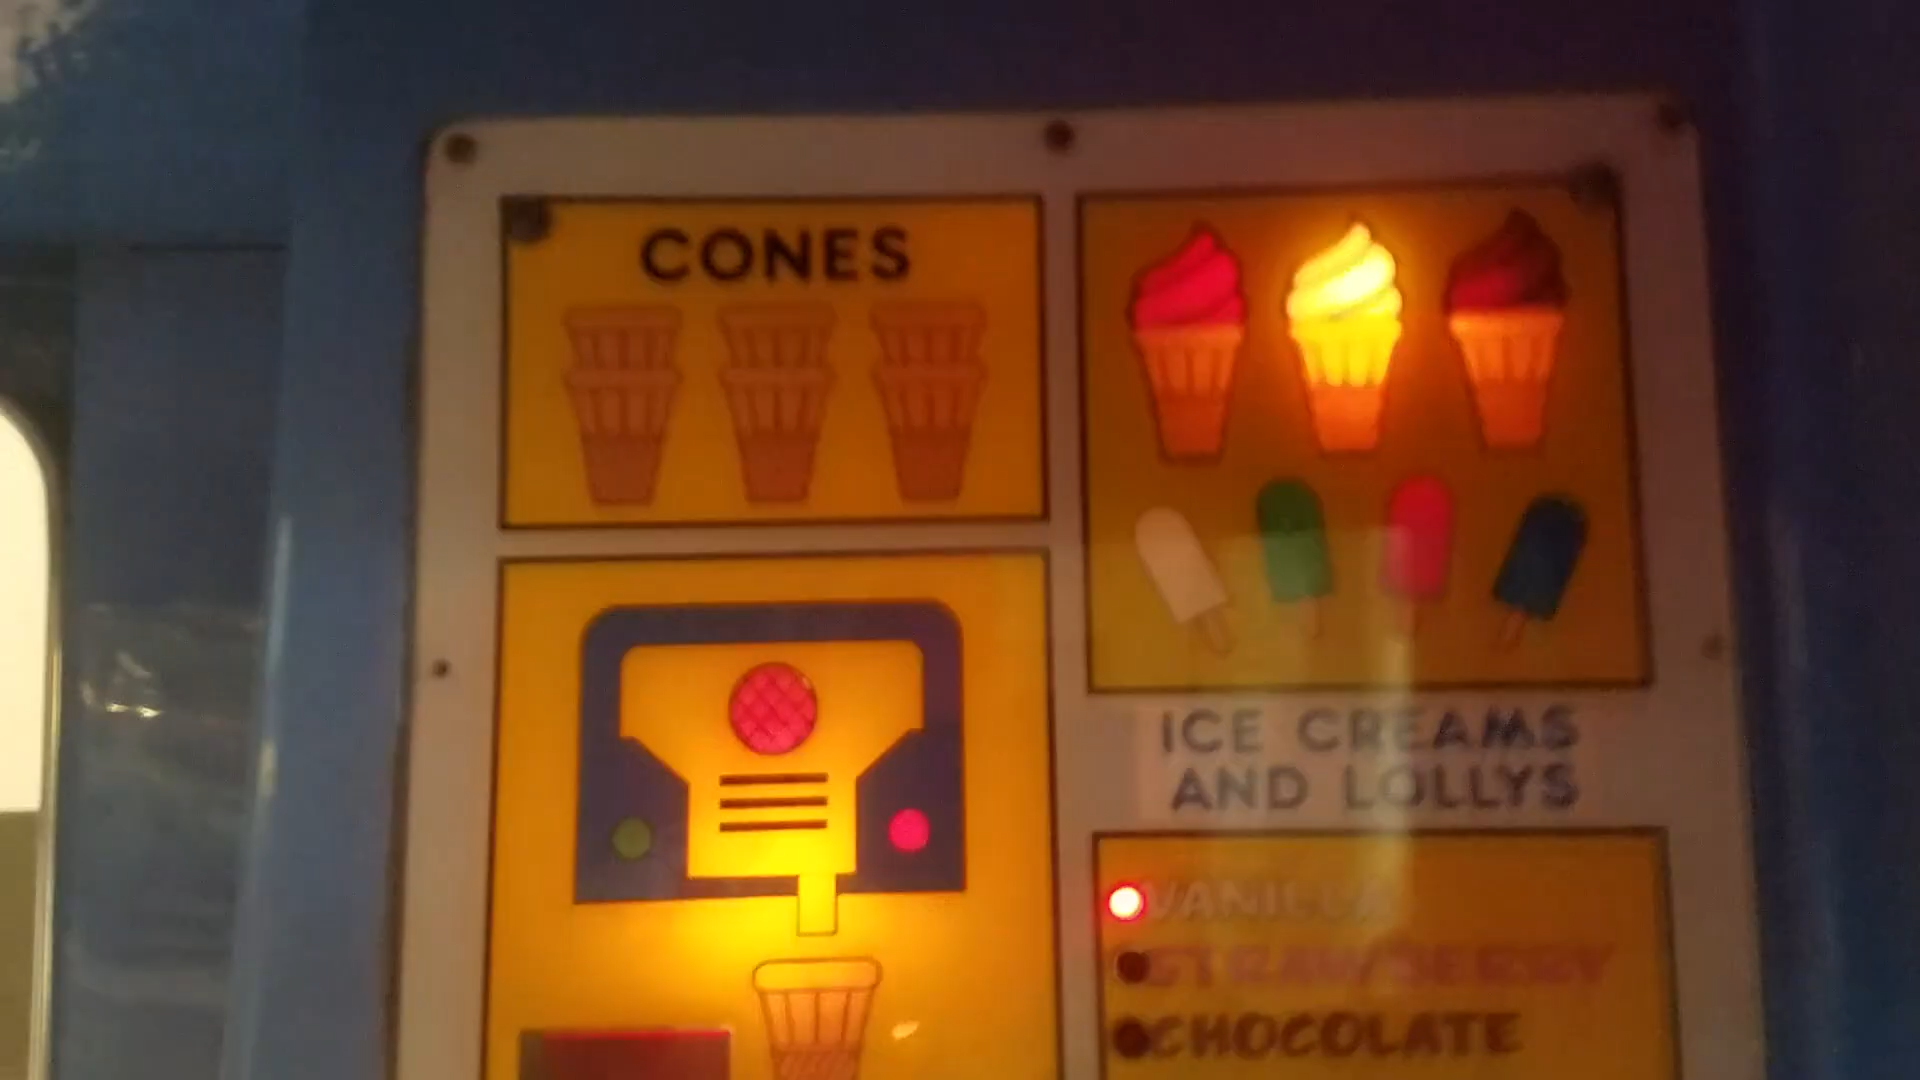 CONES
ICE CREAMS
AND LOLLYS
VANILLA
STRAWBERRY
CHOCOLATE